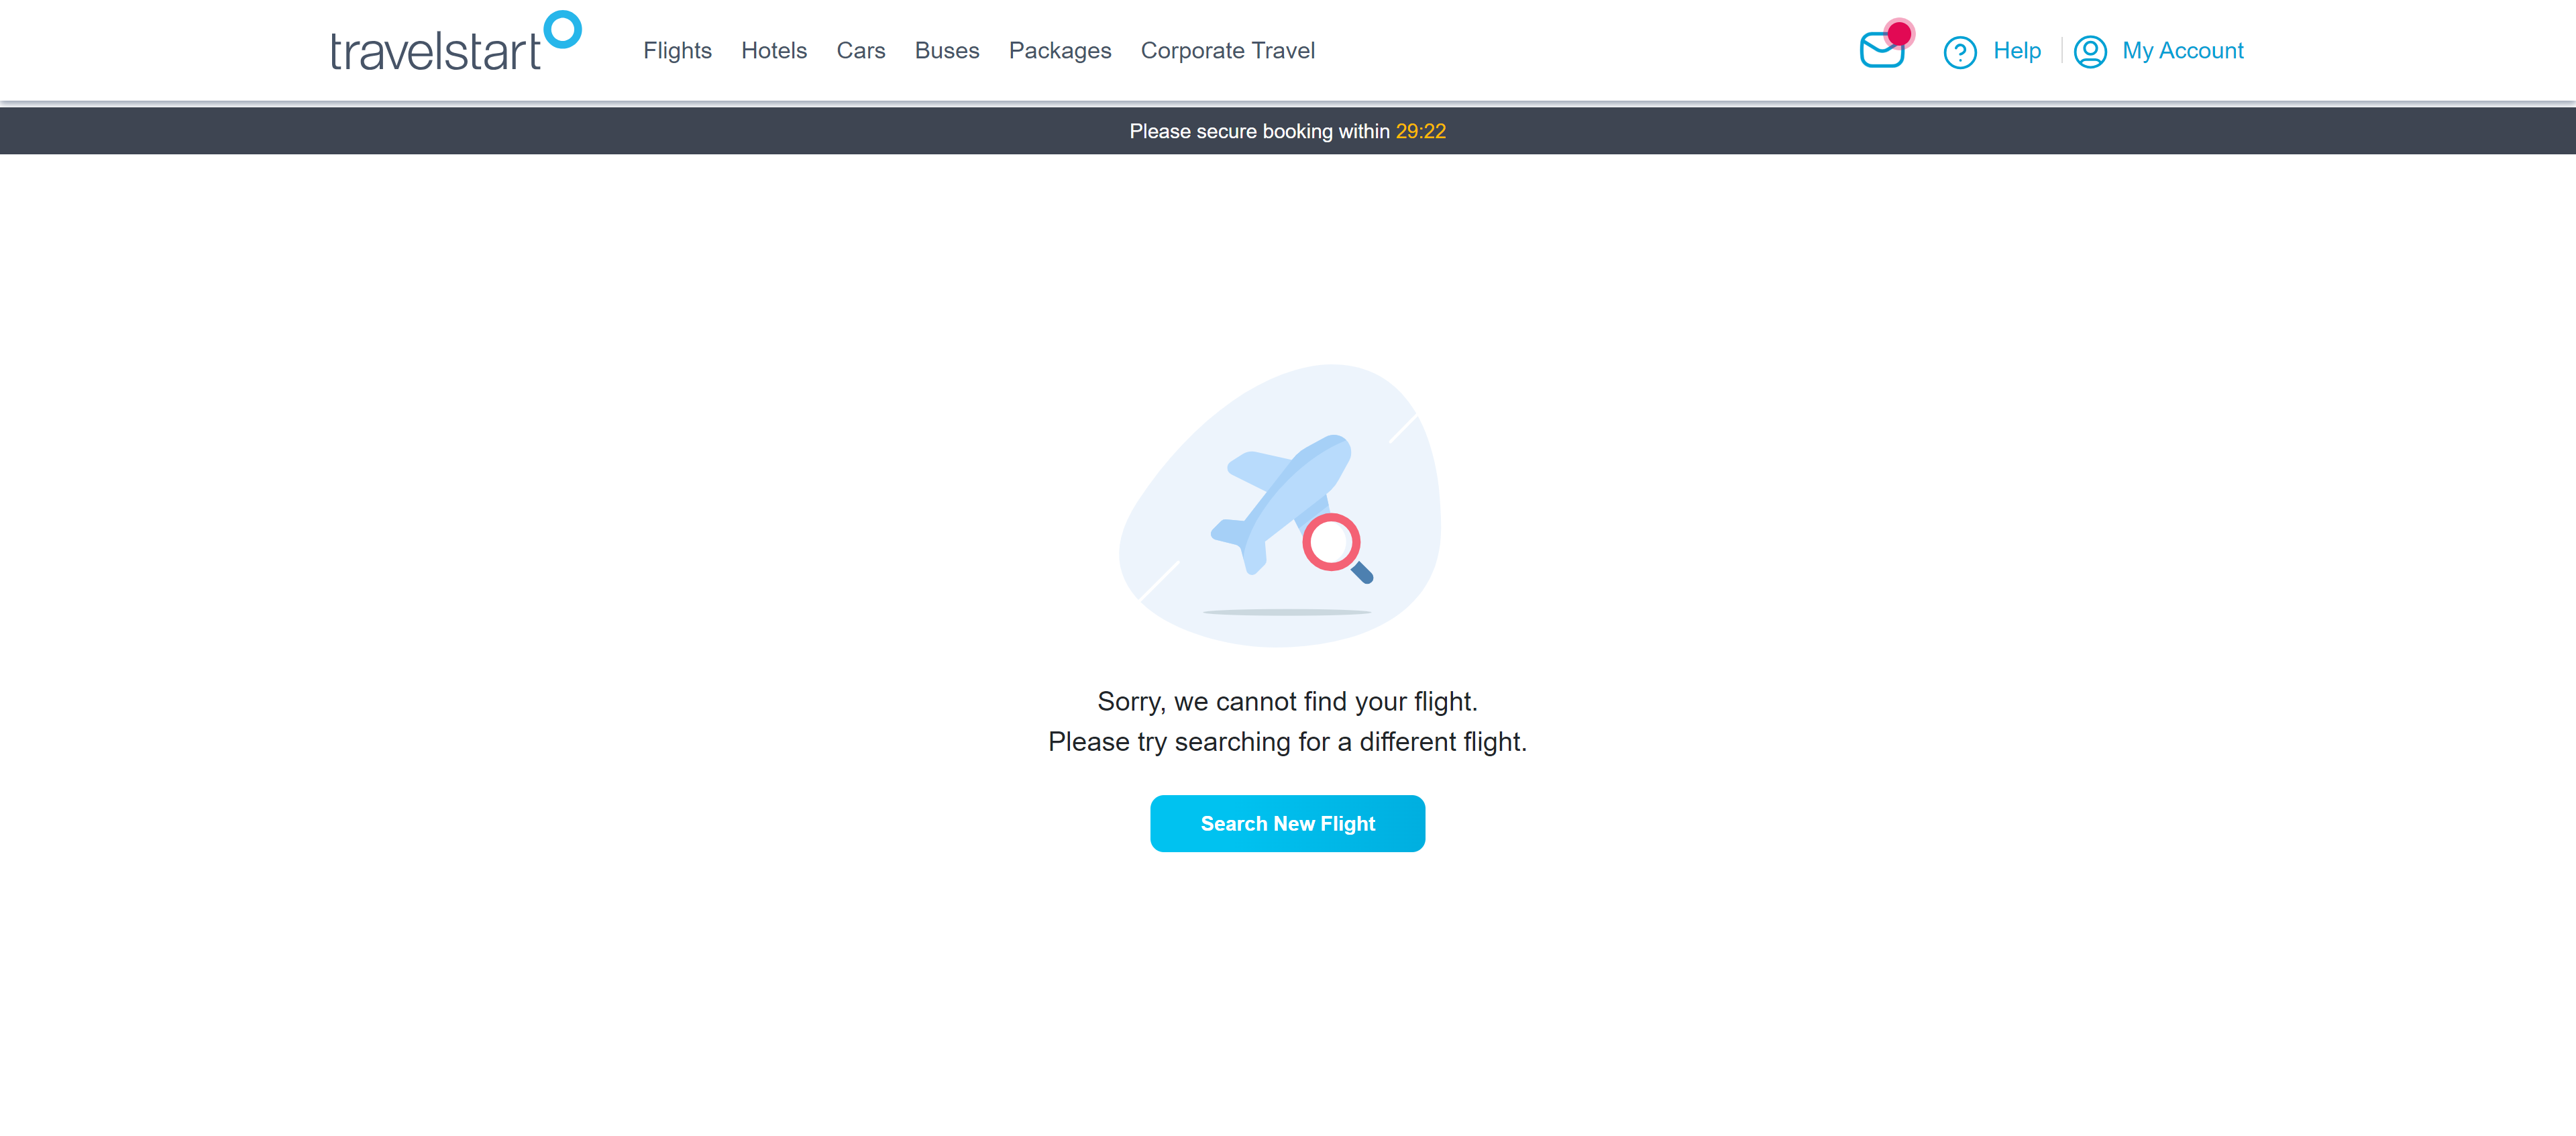 travelstart
Flights Hotels Cars Buses Packages Corporate Travel
Help My Account
Please secure booking within 29:22
Sorry, we cannot find your flight.
Please try searching for a different flight.
Search New Flight